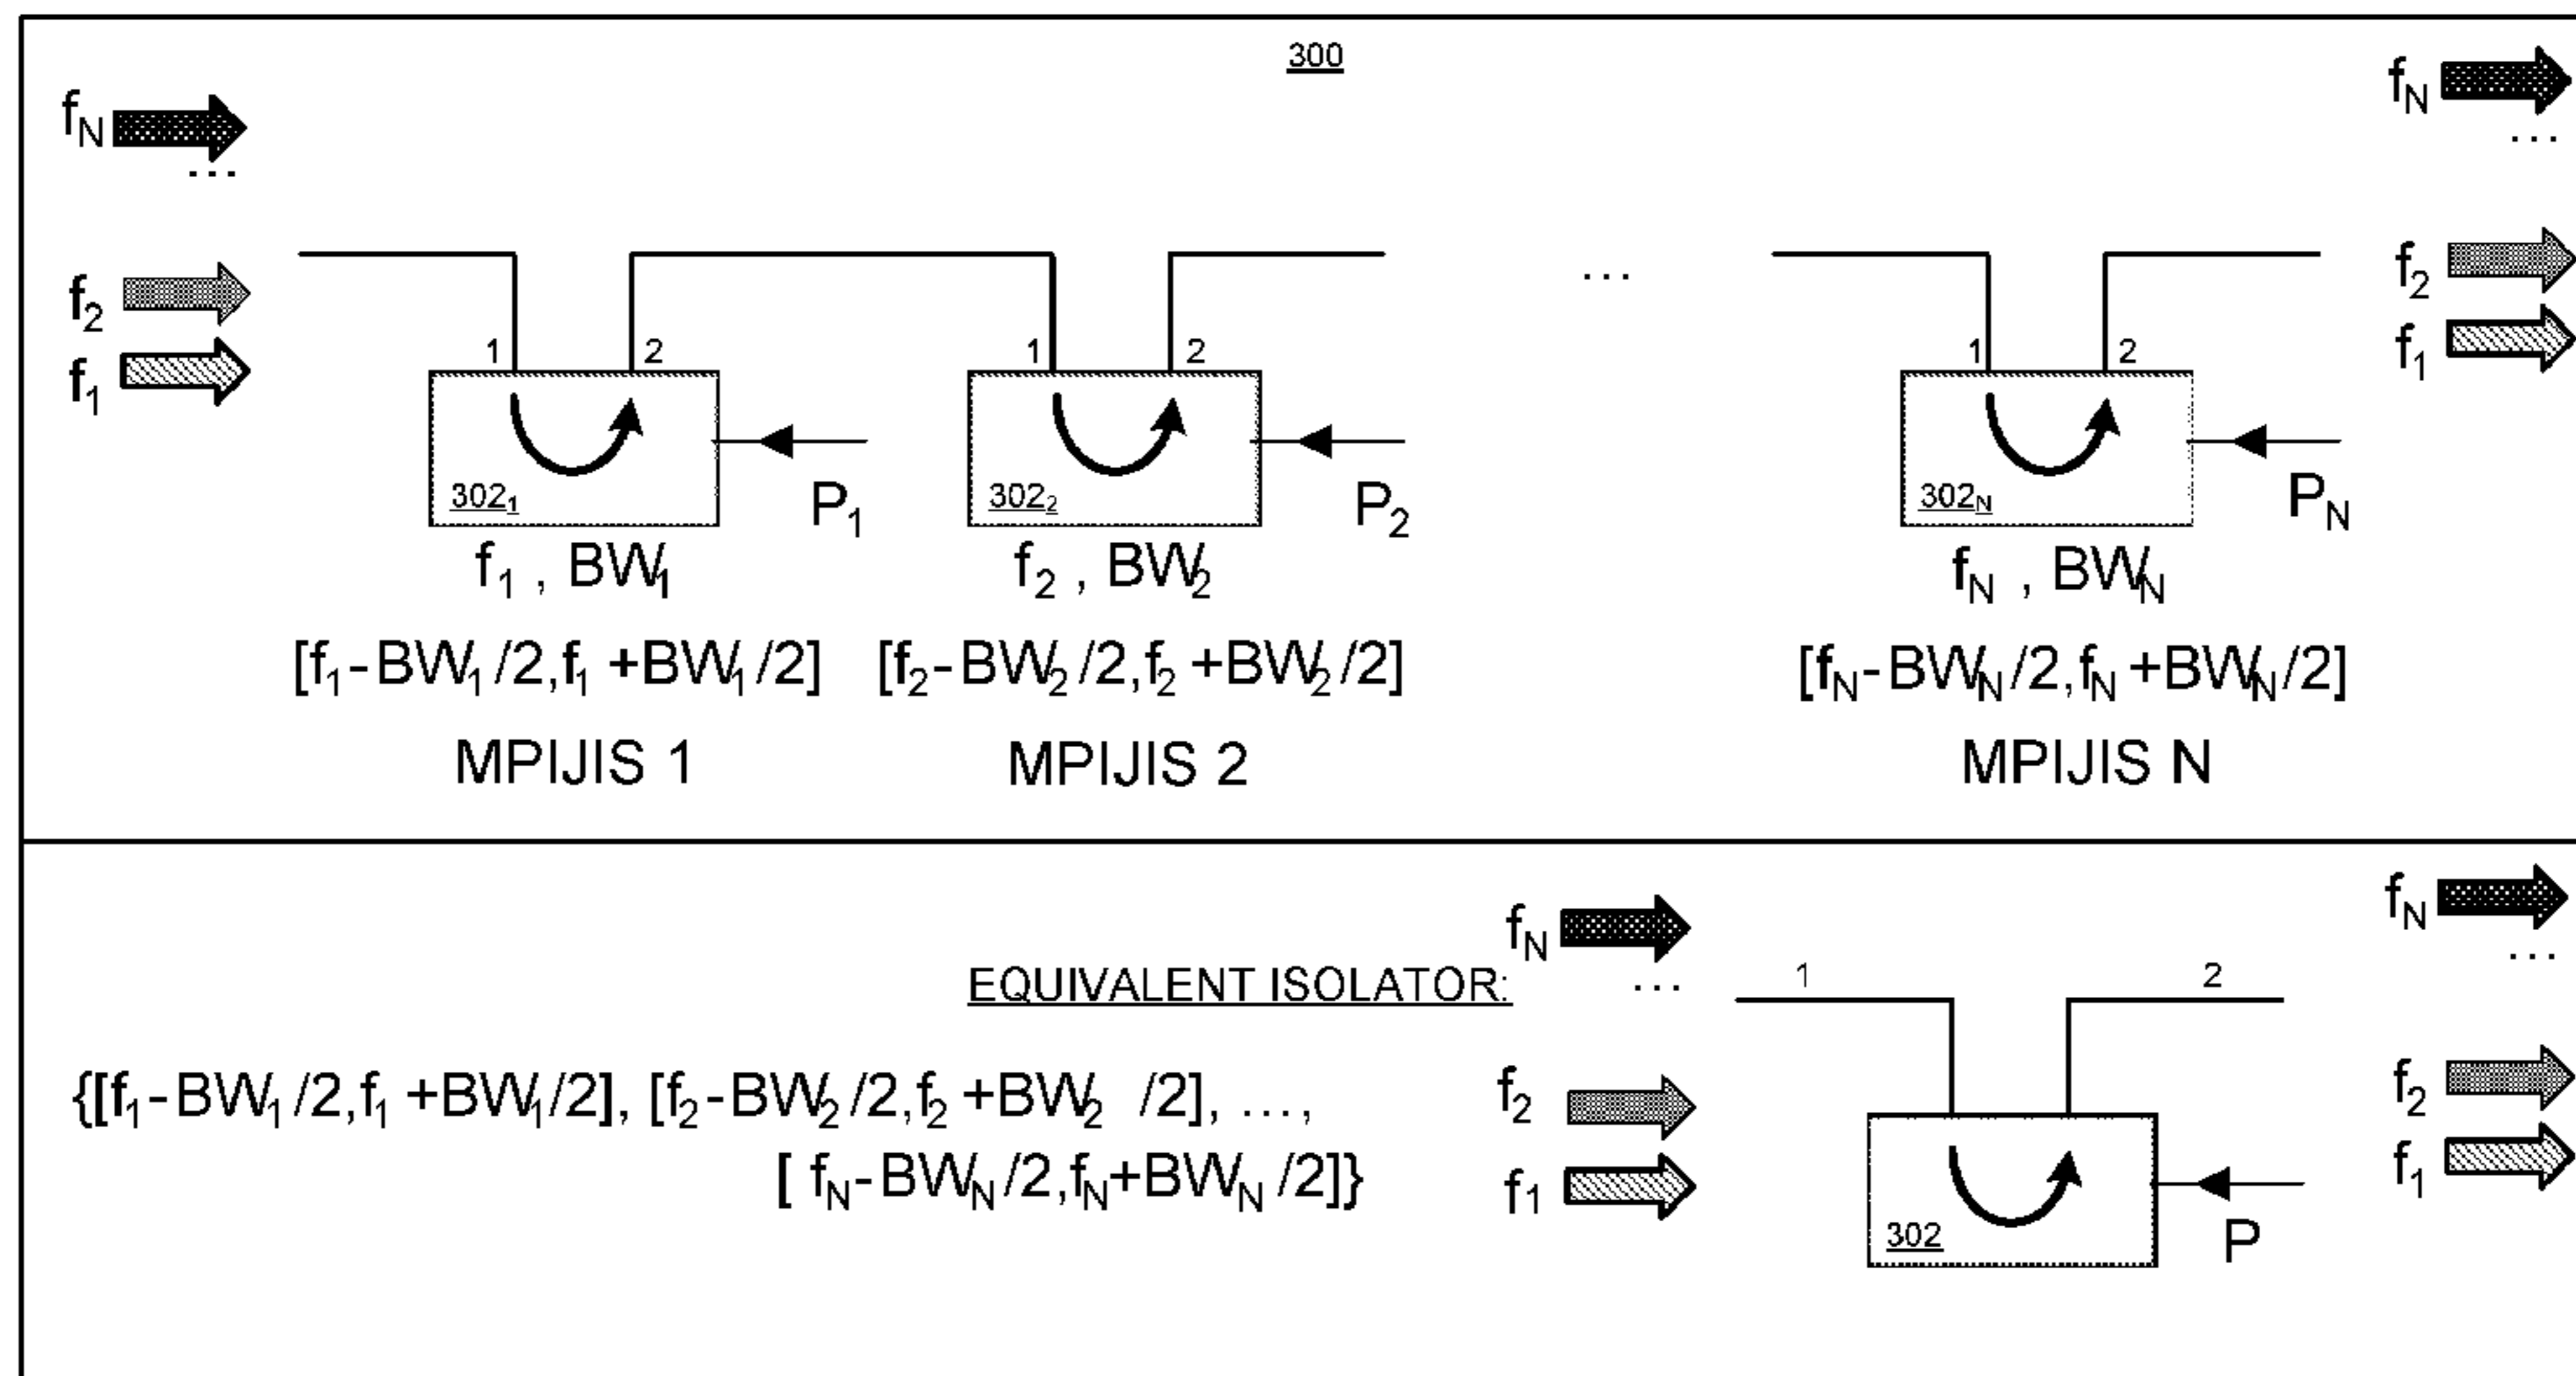 300
f_N
...
f_2
f_1
f_N
...
f_2
f_1
...
1 2
302_1
P_1
1 2
302_2
P_2
1 2
302_N
P_N
f_1 , BW_1
f_2 , BW_2
f_N , BW_N
[f_1-BW_1/2,f_1+BW_1/2]
[f_2-BW_2/2,f_2+BW_2/2]
[f_N-BW_N/2,f_N+BW_N/2]
MPIJIS 1
MPIJIS 2
MPIJIS N
EQUIVALENT ISOLATOR:
{[f_1-BW_1/2,f_1+BW_1/2], [f_2-BW_2/2,f_2+BW_2 /2], ...,
[ f_N-BW_N/2,f_N+BW_N/2]}
f_N
...
f_2
f1
1 2
302
P
f_N
...
f_2
f_1